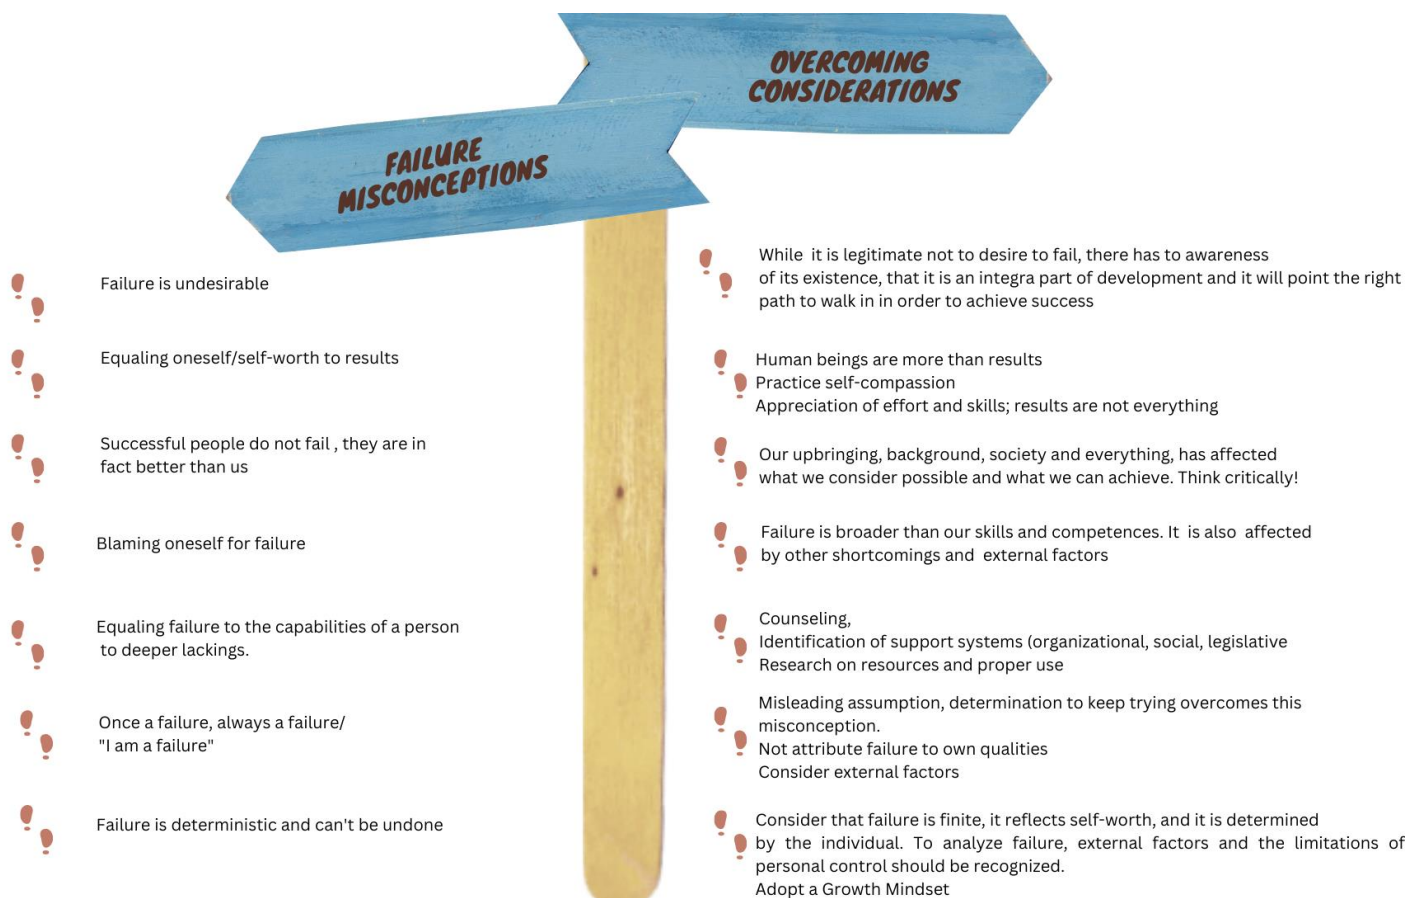 OVERCOMING
CONSIDERATIONS
FAILURE
MISCONCEPTIONS
Failure is undesirable
Equaling oneself/self-worth to results
Successful people do not fail , they are in
fact better than us
Blaming oneself for failure
Equaling failure to the capabilities of a person
to deeper lackings.
Once a failure, always a failure/
"I am a failure"
Failure is deterministic and can't be undone
While it is legitimate not to desire to fail, there has to awareness
of its existence, that it is an integra part of development and it will point the right
path to walk in in order to achieve success
Human beings are more than results
Practice self-compassion
Appreciation of effort and skills; results are not everything
Our upbringing, background, society and everything, has affected
what we consider possible and what we can achieve. Think critically!
Failure is broader than our skills and competences. It is also affected
by other shortcomings and external factors
Counseling,
Identification of support systems (organizational, social, legislative
Research on resources and proper use
Misleading assumption, determination to keep trying overcomes this
misconception.
Not attribute failure to own qualities
Consider external factors
Consider that failure is finite, it reflects self-worth, and it is determined
by the individual. To analyze failure, external factors and the limitations of
personal control should be recognized.
Adopt a Growth Mindset